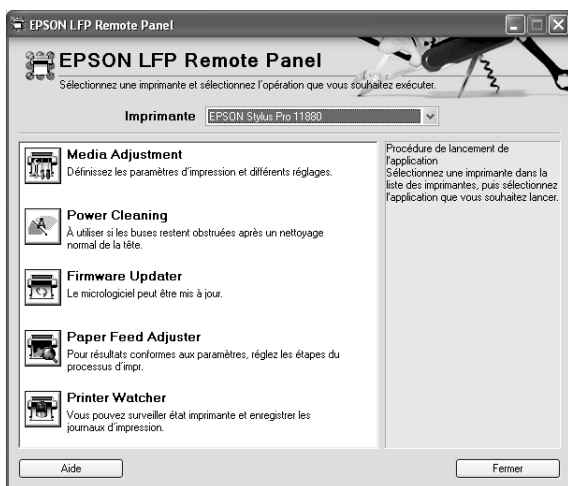 EPSON LFP Remote Panel
EPSON LFP Remote Panel
Sélectionnez une imprimante et sélectionnez l'opération que vous souhaitez exécuter.
Imprimante EPSON Stylus Pro 11880
Media Adjustment
Définissez les paramètres d'impression et différents réglages.
Power Cleaning
À utiliser si les buses restent obstruées après un nettoyage
normal de la tête.
Firmware Updater
Le micrologiciel peut être mis à jour.
Paper Feed Adjuster
Pour résultats conformes aux paramètres, réglez les étapes du
processus d'impr.
Printer Watcher
Vous pouvez surveiller état imprimante et enregistrer les
journaux d'impression.
Procédure de lancement de
l'application
Sélectionnez une imprimante dans la
liste des imprimantes, puis sélectionnez
l'application que vous souhaitez lancer.
Aide
Fermer